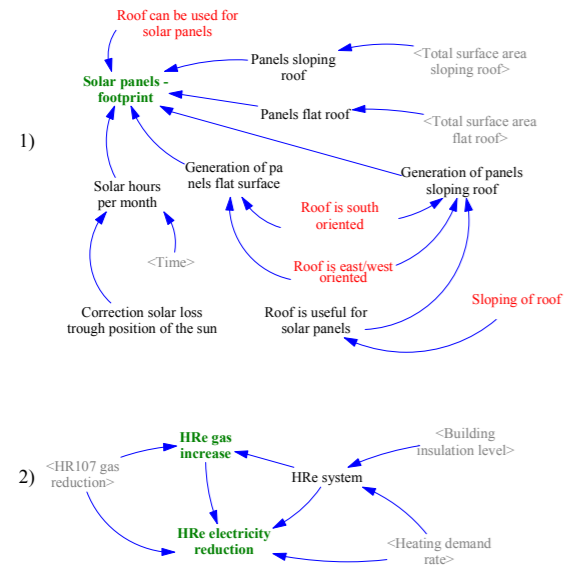 Roof can be used for
solar panels
Panels sloping
roof
<Total surface area
sloping roof>
Solar panels -
footprint
Panels flat roof
<Total surface area
flat roof>
1)
Generation of pa
nels flat surface
Generation of panels
sloping roof
Solar hours
per month
Roof is south
oriented
<Time>
Roof is east/west
oriented
Sloping of roof
Correction solar loss
trough position of the sun
Roof is useful for
solar panels
HRe gas
increase
<Building
insulation level>
2)
<HR107 gas
reduction>
HRe system
HRe electricity
reduction
<Heating demand
rate>